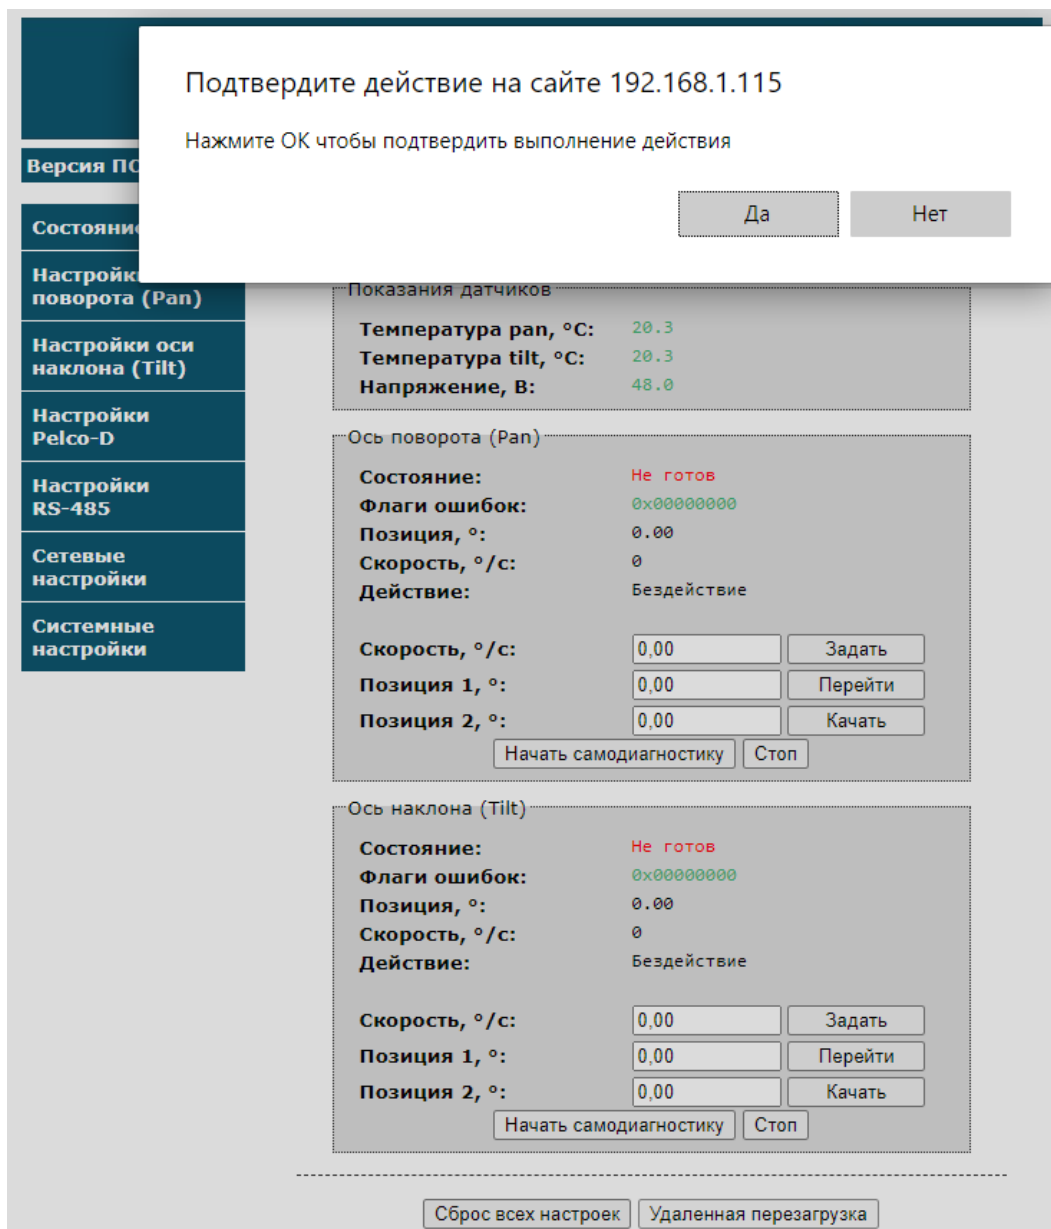 Подтвердите действие на сайте 192.168.1.115
Нажмите ОК чтобы подтвердить выполнение действия
Да Нет
Версия ПО
Состояние
Настройки
поворота (Pan)
Настройки оси
наклона (Tilt)
Настройки
Pelco-D
Настройки
RS-485
Сетевые
настройки
Системные
настройки
Показания датчиков
Температура pan, °C: 20.3
Температура tilt, °C: 20.3
Напряжение, В: 48.0
Ось поворота (Pan)
Состояние: Не готов
Флаги ошибок: 0x00000000
Позиция, °: 0.00
Скорость, °/с: 0
Действие: Бездействие
Скорость, °/с: 0,00 Задать
Позиция 1, °: 0,00 Перейти
Позиция 2, °: 0,00 Качать
Начать самодиагностику Стоп
Ось наклона (Tilt)
Состояние: Не готов
Флаги ошибок: 0x00000000
Позиция, °: 0.00
Скорость, °/с: 0
Действие: Бездействие
Скорость, °/с: 0,00 Задать
Позиция 1, °: 0,00 Перейти
Позиция 2, °: 0,00 Качать
Начать самодиагностику Стоп
Сброс всех настроек Удаленная перезагрузка